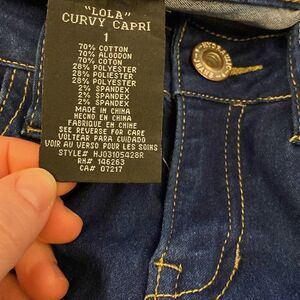 "LOLA"
CURVY CAPRI
1
70% COTTON
70% ALGODON
70% COTON
28% POLYESTER
28% POLIESTER
28% POLYESTER
2% SPANDEX
2% SPANDEX
2% SPANDEX
MADE IN CHINA
HECHO EN CHINA
FABRIQUE EN CHINE
SEE REVERSE FOR CARE
VOLTEAR PARA CUIDADO
VOIR AU VERSO POUR LES SOINS
STYLE# HJ03105428R
RN# 146263
CA# 07217